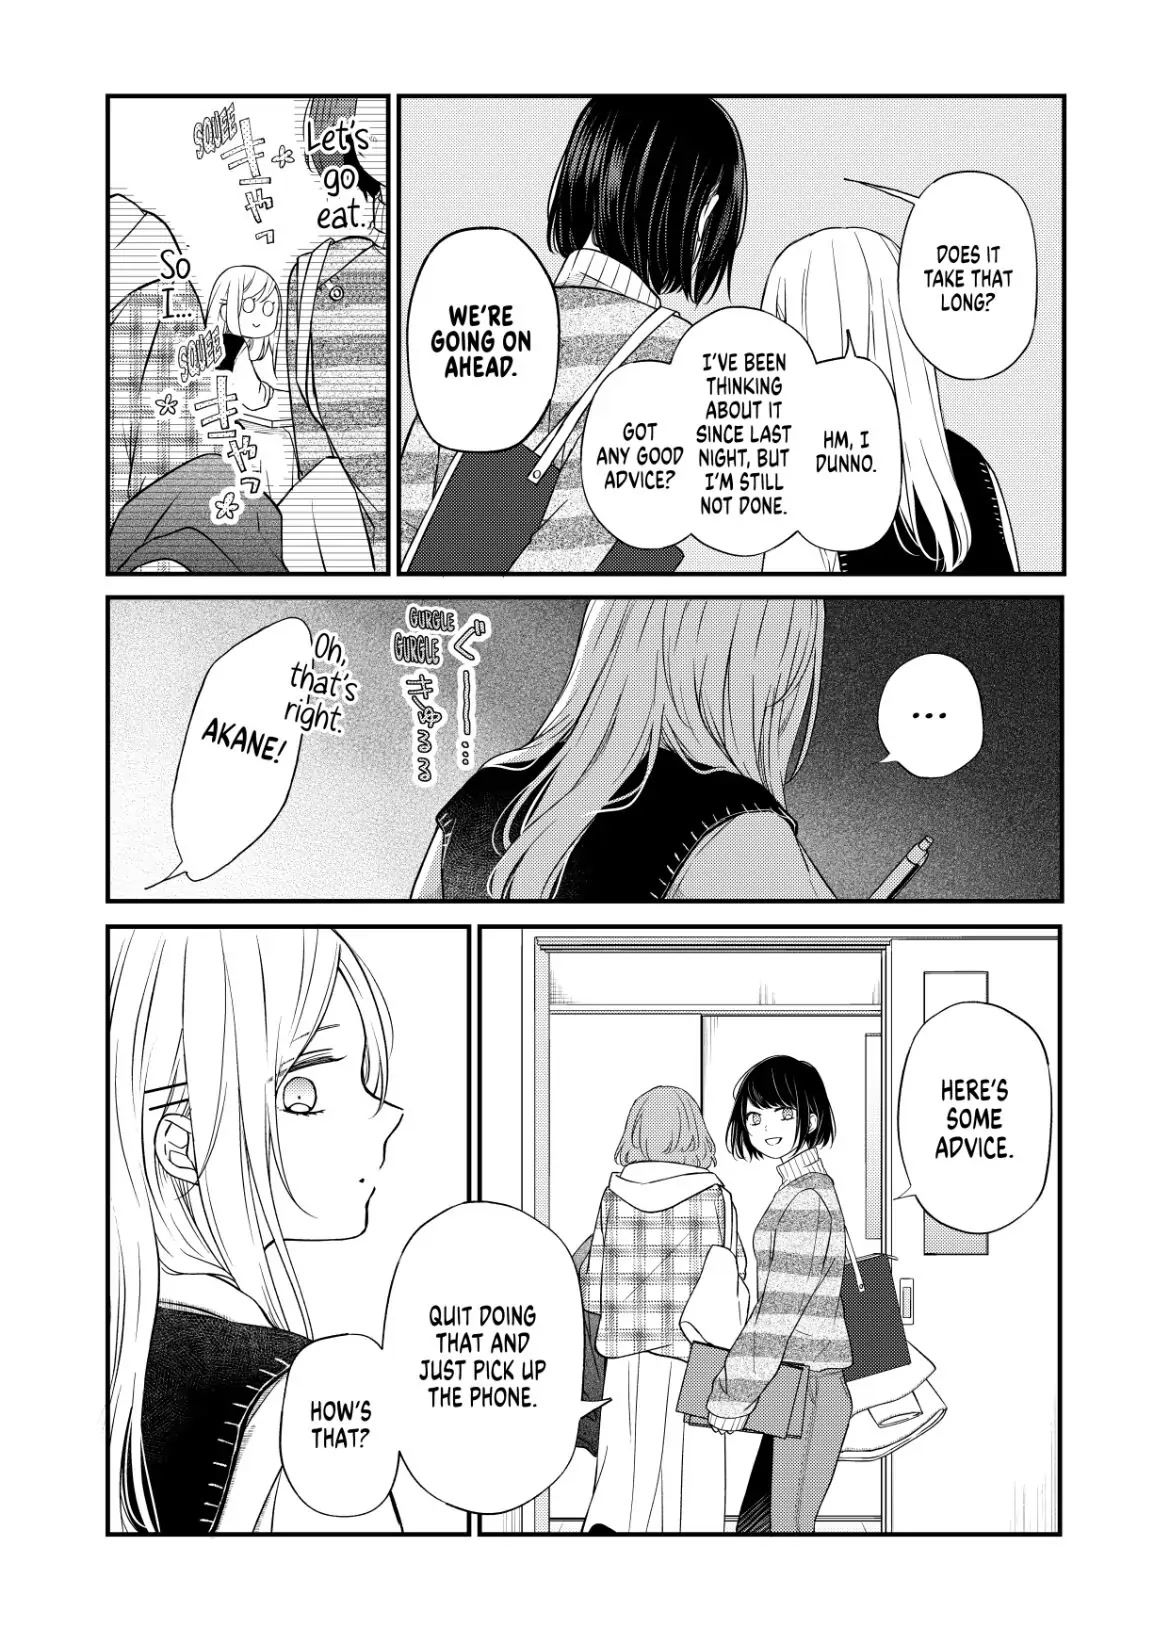 DOES IT
TAKE THAT
LONG?
HM, I
DUNNO.
I'VE BEEN
THINKING
ABOUT IT
SINCE LAST
NIGHT, BUT
I'M STILL
NOT DONE.
GOT
ANY GOOD
ADVICE?
WE'RE
GOING ON
AHEAD.
Let's
go
eat.
SQUEE
キャッ
So
I...
SQUEE
キャッ
...
GURGLE
ぐー…
GURGLE
きゅるる
Oh,
that's
right.
AKANE!
HERE'S
SOME
ADVICE.
QUIT DOING
THAT AND
JUST PICK UP
THE PHONE.
HOW'S
THAT?